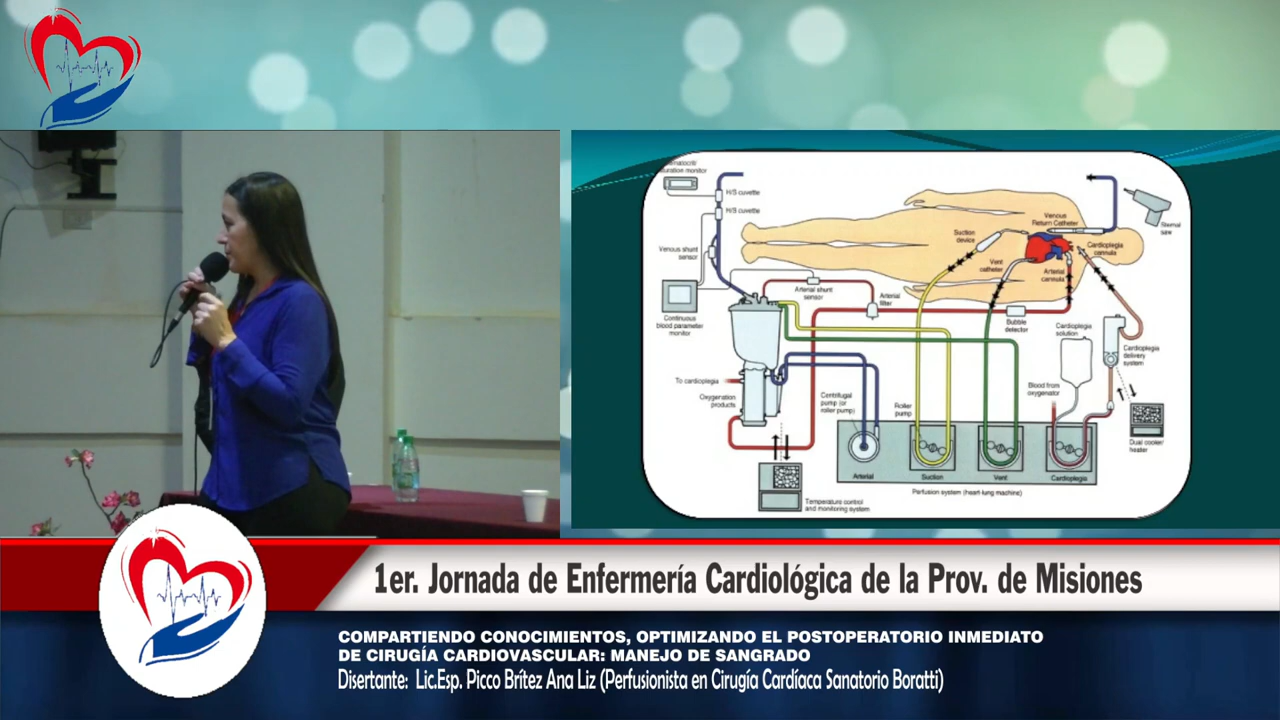 uration monitor
H/S cuvette
H/S cuvette
Venous shunt
sensor
Continuous
blood parameter
monitor
Arterial shunt
sensor
Arterial
filter
Suction
device
Vent
catheter
Venous
Return Catheter
Arterial
cannula
Cardioplegia
cannula
Sternal
saw
Bubble
detector
Cardioplegia
solution
Cardioplegia
delivery
system
To cardioplegia
Oxygenation
products
Centrifugal
pump (or
roller pump)
Roller
pump
Blood from
oxygenator
Dual cooler/
heater
Arterial
Suction
Vent
Cardioplegia
Perfusion system (heart-lung machine)
Temperature control
and monitoring system
1er. Jornada de Enfermería Cardiológica de la Prov. de Misiones
COMPARTIENDO CONOCIMIENTOS, OPTIMIZANDO EL POSTOPERATORIO INMEDIATO
DE CIRUGÍA CARDIOVASCULAR: MANEJO DE SANGRADO
Disertante: Lic.Esp. Picco Brítez Ana Liz (Perfusionista en Cirugía Cardíaca Sanatorio Boratti)